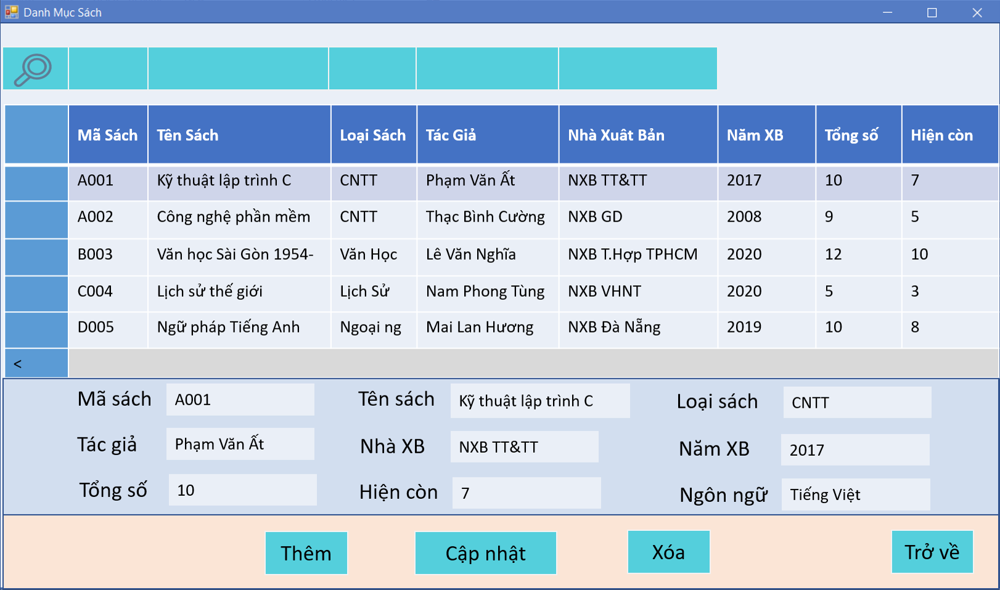 Danh Mục Sách
Mã Sách Tên Sách Loại Sách Tác Giả Nhà Xuât Bản Năm XB Tổng số Hiện còn
A001 Kỹ thuật lập trình C CNTT Phạm Văn Ất NXB TT&TT 2017 10 7
A002 Công nghệ phần mềm CNTT Thạc Bình Cường NXB GD 2008 9 5
B003 Văn học Sài Gòn 1954- Văn Học Lê Văn Nghĩa NXB T.Hợp TPHCM 2020 12 10
C004 Lịch sử thế giới Lịch Sử Nam Phong Tùng NXB VHNT 2020 5 3
D005 Ngữ pháp Tiếng Anh Ngoại ng Mai Lan Hương NXB Đà Nẵng 2019 10 8
<
Mã sách A001 Tên sách Kỹ thuật lập trình C Loại sách CNTT
Tác giả Phạm Văn Ất Nhà XB NXB TT&TT Năm XB 2017
Tổng số 10 Hiện còn 7 Ngôn ngữ Tiếng Việt
Thêm Cập nhật Xóa Trở về